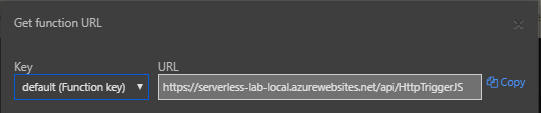 Get function URL
Key URL
default (Function key) https://serverless-lab-local.azurewebsites.net/api/HttpTriggerJS Copy